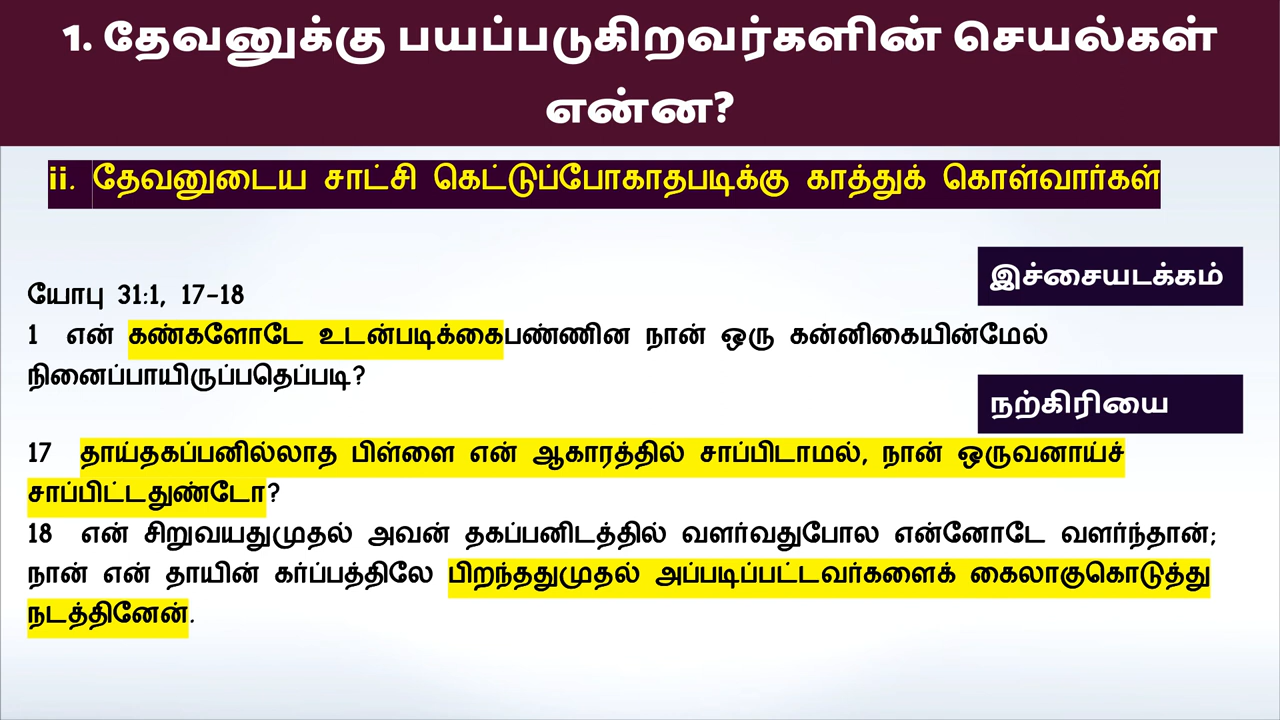 1. தேவனுக்கு பயப்படுகிறவர்களின் செயல்கள்
என்ன?
ii. தேவனுடைய சாட்சி கெட்டுப்போகாதபடிக்கு காத்துக் கொள்வார்கள்
இச்சையடக்கம்
யோபு 31:1, 17-18
1 என் கண்களோடே உடன்படிக்கைபண்ணின நான் ஒரு கன்னிகையின்மேல்
நினைப்பாயிருப்பதெப்படி?
நற்கிரியை
17 தாய்தகப்பனில்லாத பிள்ளை என் ஆகாரத்தில் சாப்பிடாமல், நான் ஒருவனாய்ச்
சாப்பிட்டதுண்டோ?
18 என் சிறுவயதுமுதல் அவன் தகப்பனிடத்தில் வளர்வதுபோல என்னோடே வளர்ந்தான்;
நான் என் தாயின் கர்ப்பத்திலே பிறந்ததுமுதல் அப்படிப்பட்டவர்களைக் கைலாகுகொடுத்து
நடத்தினேன்.